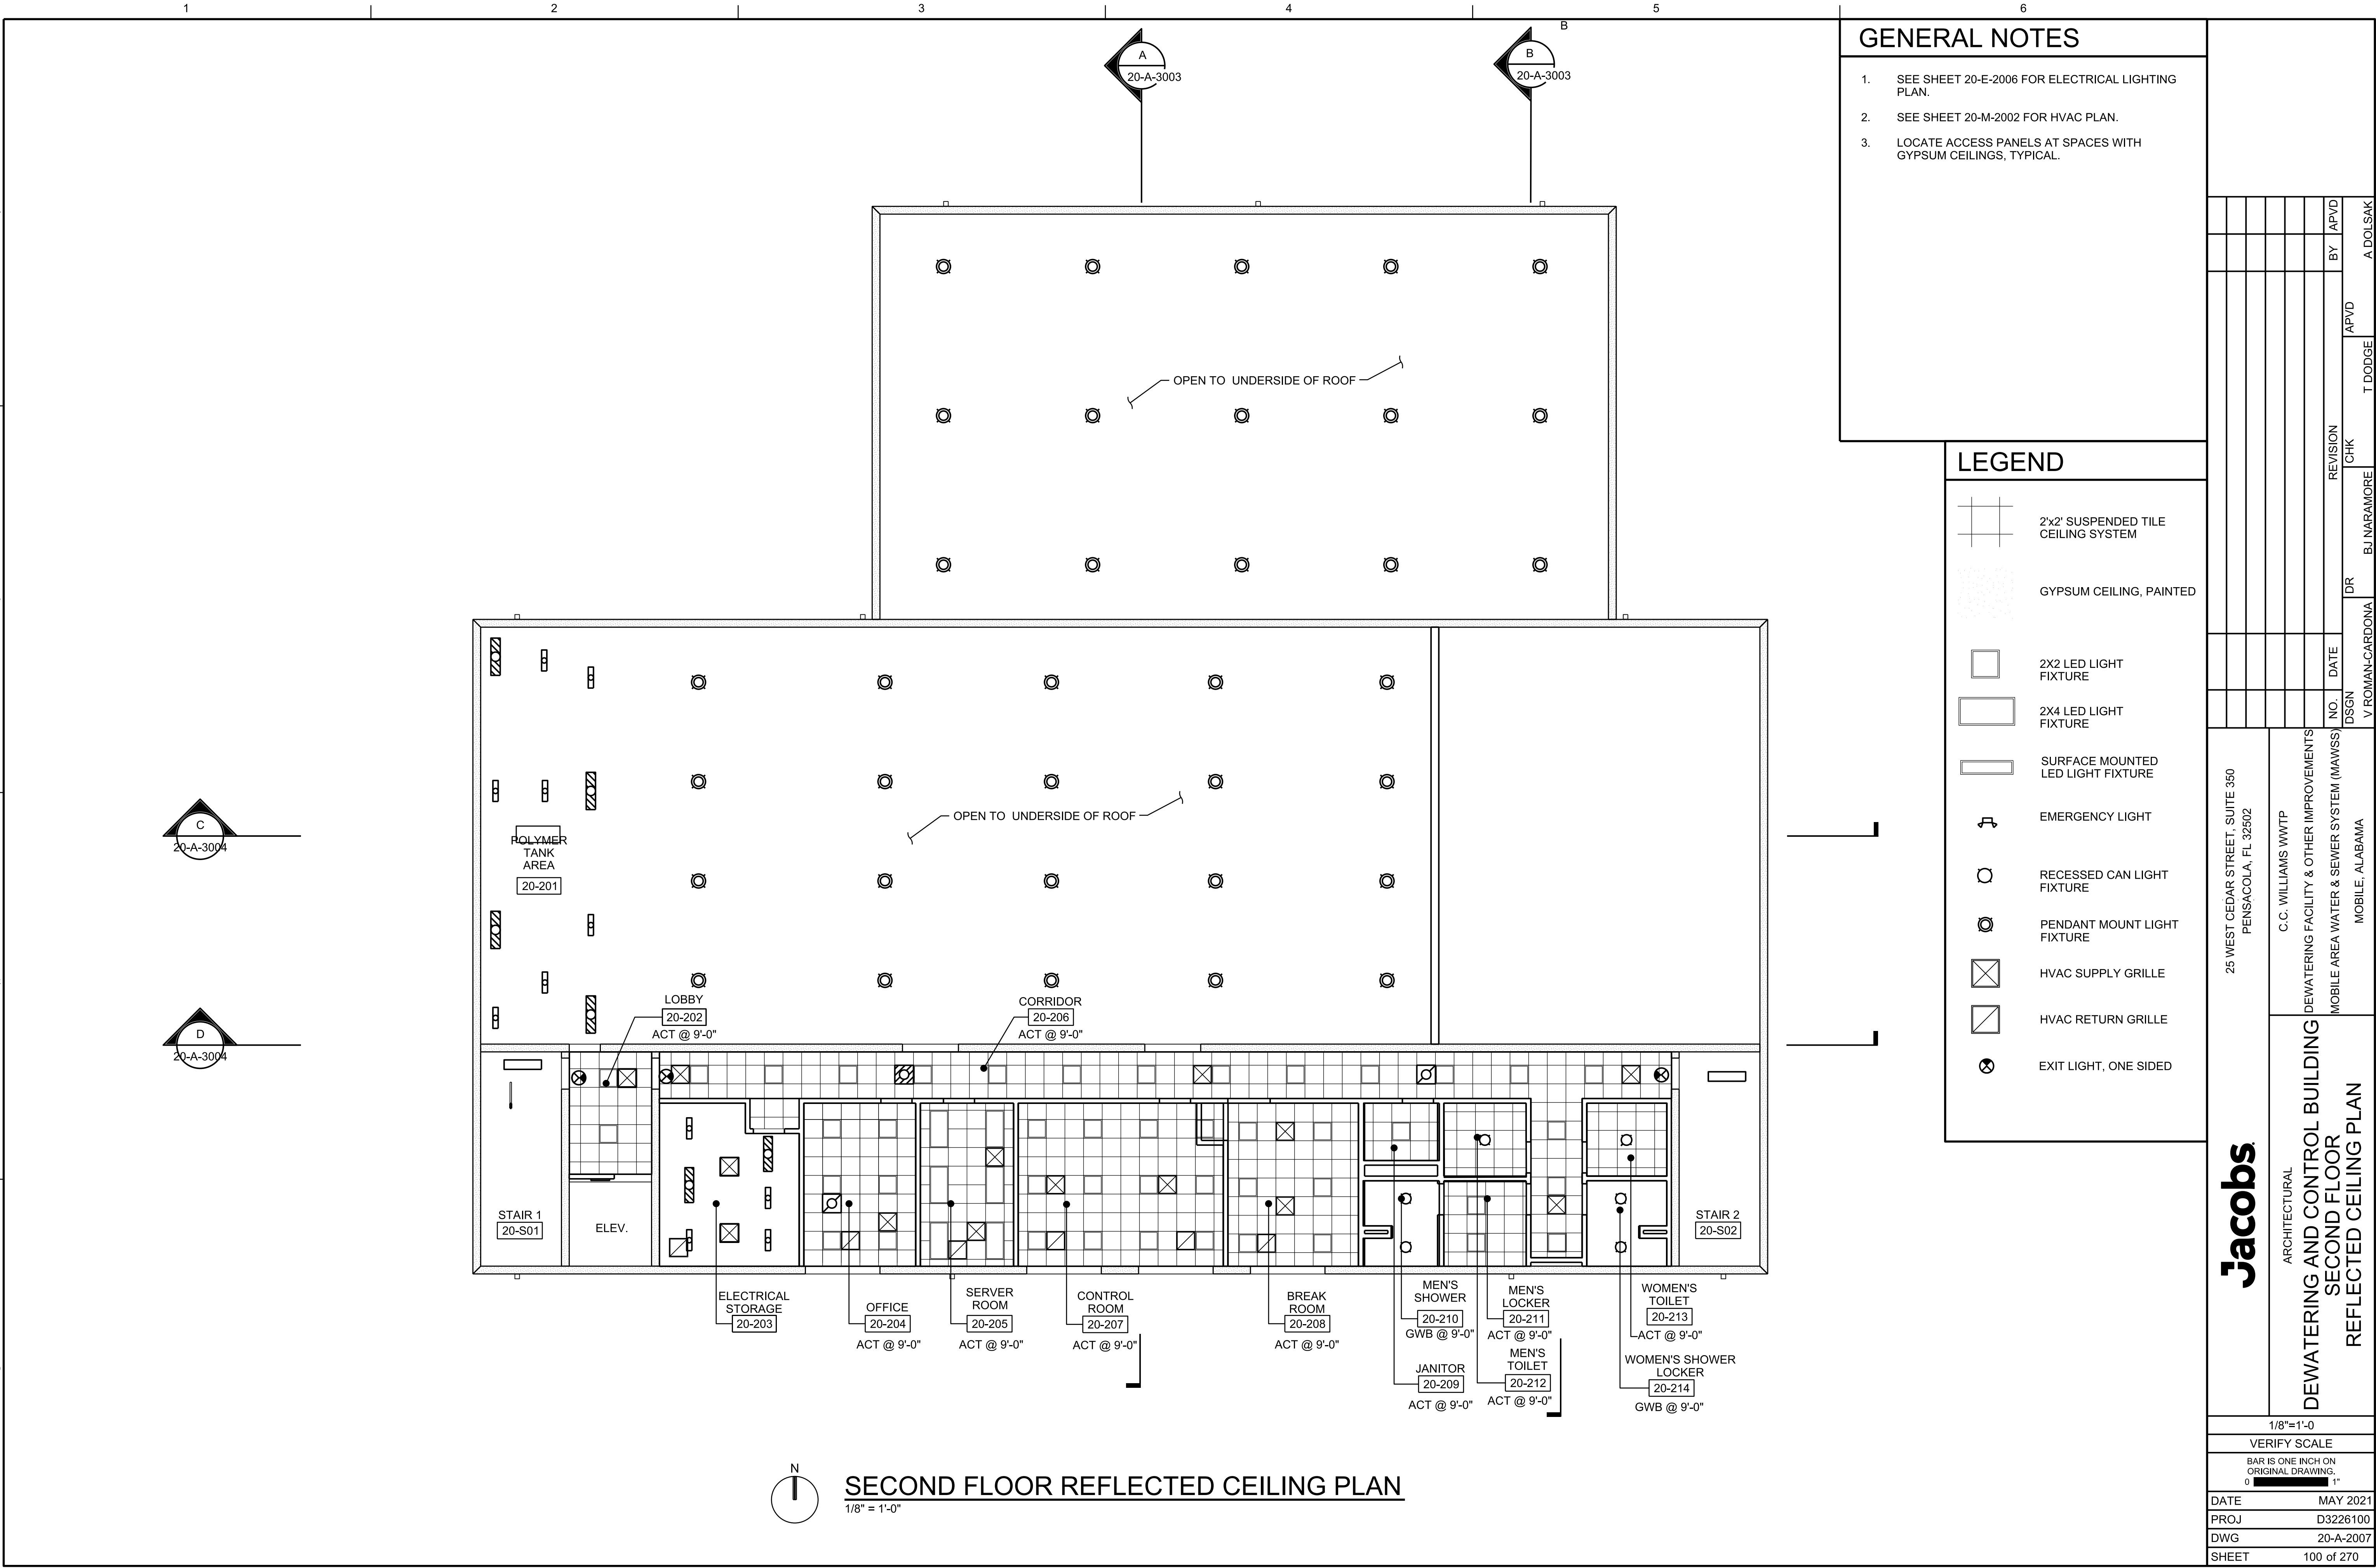 1
2
3
4
5
6
A
20-A-3003
B
B
20-A-3003
GENERAL NOTES
1. SEE SHEET 20-E-2006 FOR ELECTRICAL LIGHTING
PLAN.
2. SEE SHEET 20-M-2002 FOR HVAC PLAN.
3. LOCATE ACCESS PANELS AT SPACES WITH
GYPSUM CEILINGS, TYPICAL.
LEGEND
2'x2' SUSPENDED TILE
CEILING SYSTEM
GYPSUM CEILING, PAINTED
2X2 LED LIGHT
FIXTURE
2X4 LED LIGHT
FIXTURE
SURFACE MOUNTED
LED LIGHT FIXTURE
EMERGENCY LIGHT
RECESSED CAN LIGHT
FIXTURE
PENDANT MOUNT LIGHT
FIXTURE
HVAC SUPPLY GRILLE
HVAC RETURN GRILLE
EXIT LIGHT, ONE SIDED
OPEN TO UNDERSIDE OF ROOF
OPEN TO UNDERSIDE OF ROOF
C
20-A-3004
D
20-A-3004
POLYMER
TANK
AREA
20-201
LOBBY
20-202
ACT @ 9'-0"
CORRIDOR
20-206
ACT @ 9'-0"
STAIR 1
20-S01
ELEV.
STAIR 2
20-S02
ELECTRICAL
STORAGE
20-203
OFFICE
20-204
ACT @ 9'-0"
SERVER
ROOM
20-205
ACT @ 9'-0"
CONTROL
ROOM
20-207
ACT @ 9'-0"
BREAK
ROOM
20-208
ACT @ 9'-0"
MEN'S
SHOWER
20-210
GWB @ 9'-0"
JANITOR
20-209
ACT @ 9'-0"
MEN'S
LOCKER
20-211
ACT @ 9'-0"
MEN'S
TOILET
20-212
ACT @ 9'-0"
WOMEN'S
TOILET
20-213
ACT @ 9'-0"
WOMEN'S SHOWER
LOCKER
20-214
GWB @ 9'-0"
N
SECOND FLOOR REFLECTED CEILING PLAN
1/8" = 1'-0"
NO.
DATE
REVISION
BY
APVD
DSGN
V ROMAN-CARDONA
DR
BJ NARAMORE
CHK
T DODGE
APVD
A DOLSAK
25 WEST CEDAR STREET, SUITE 350
PENSACOLA, FL 32502
C.C. WILLIAMS WWTP
DEWATERING FACILITY & OTHER IMPROVEMENTS
MOBILE AREA WATER & SEWER SYSTEM (MAWSS)
MOBILE, ALABAMA
Jacobs
ARCHITECTURAL
DEWATERING AND CONTROL BUILDING
SECOND FLOOR
REFLECTED CEILING PLAN
1/8"=1'-0
VERIFY SCALE
BAR IS ONE INCH ON
ORIGINAL DRAWING.
0 1"
DATE MAY 2021
PROJ D3226100
DWG 20-A-2007
SHEET 100 of 270